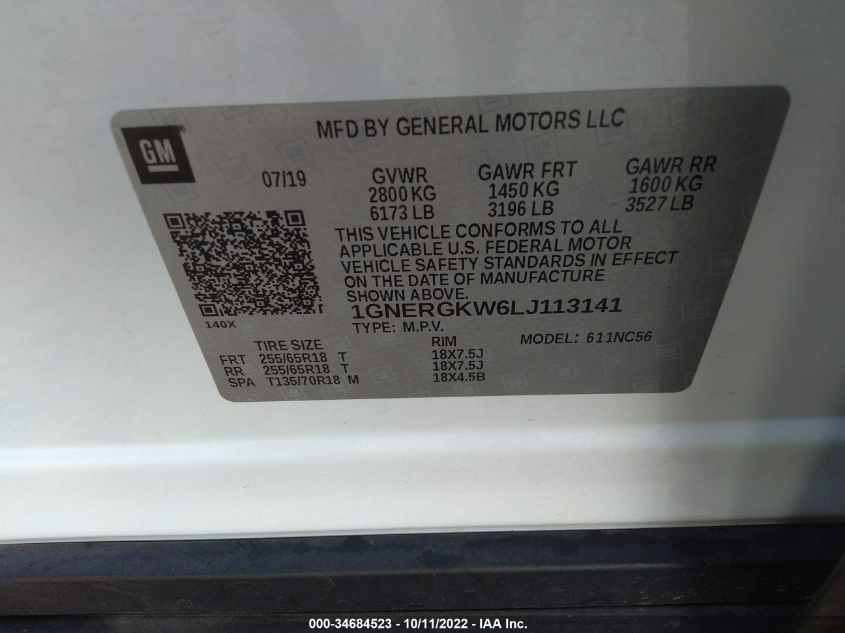 GM
MFD BY GENERAL MOTORS LLC
07/19
GVWR GAWR FRT GAWR RR
2800 KG 1450 KG 1600 KG
6173 LB 3196 LB 3527 LB
THIS VEHICLE CONFORMS TO ALL
APPLICABLE U.S. FEDERAL MOTOR
VEHICLE SAFETY STANDARDS IN EFFECT
ON THE DATE OF MANUFACTURE
SHOWN ABOVE.
140X
1GNERGKW6LJ113141
TYPE: M.P.V. MODEL: 611NC56
TIRE SIZE RIM
FRT 255/65R18 T 18X7.5J
RR 255/65R18 T 18X7.5J
SPA T135/70R18 M 18X4.5B
000-34684523 - 10/11/2022 - IAA Inc.